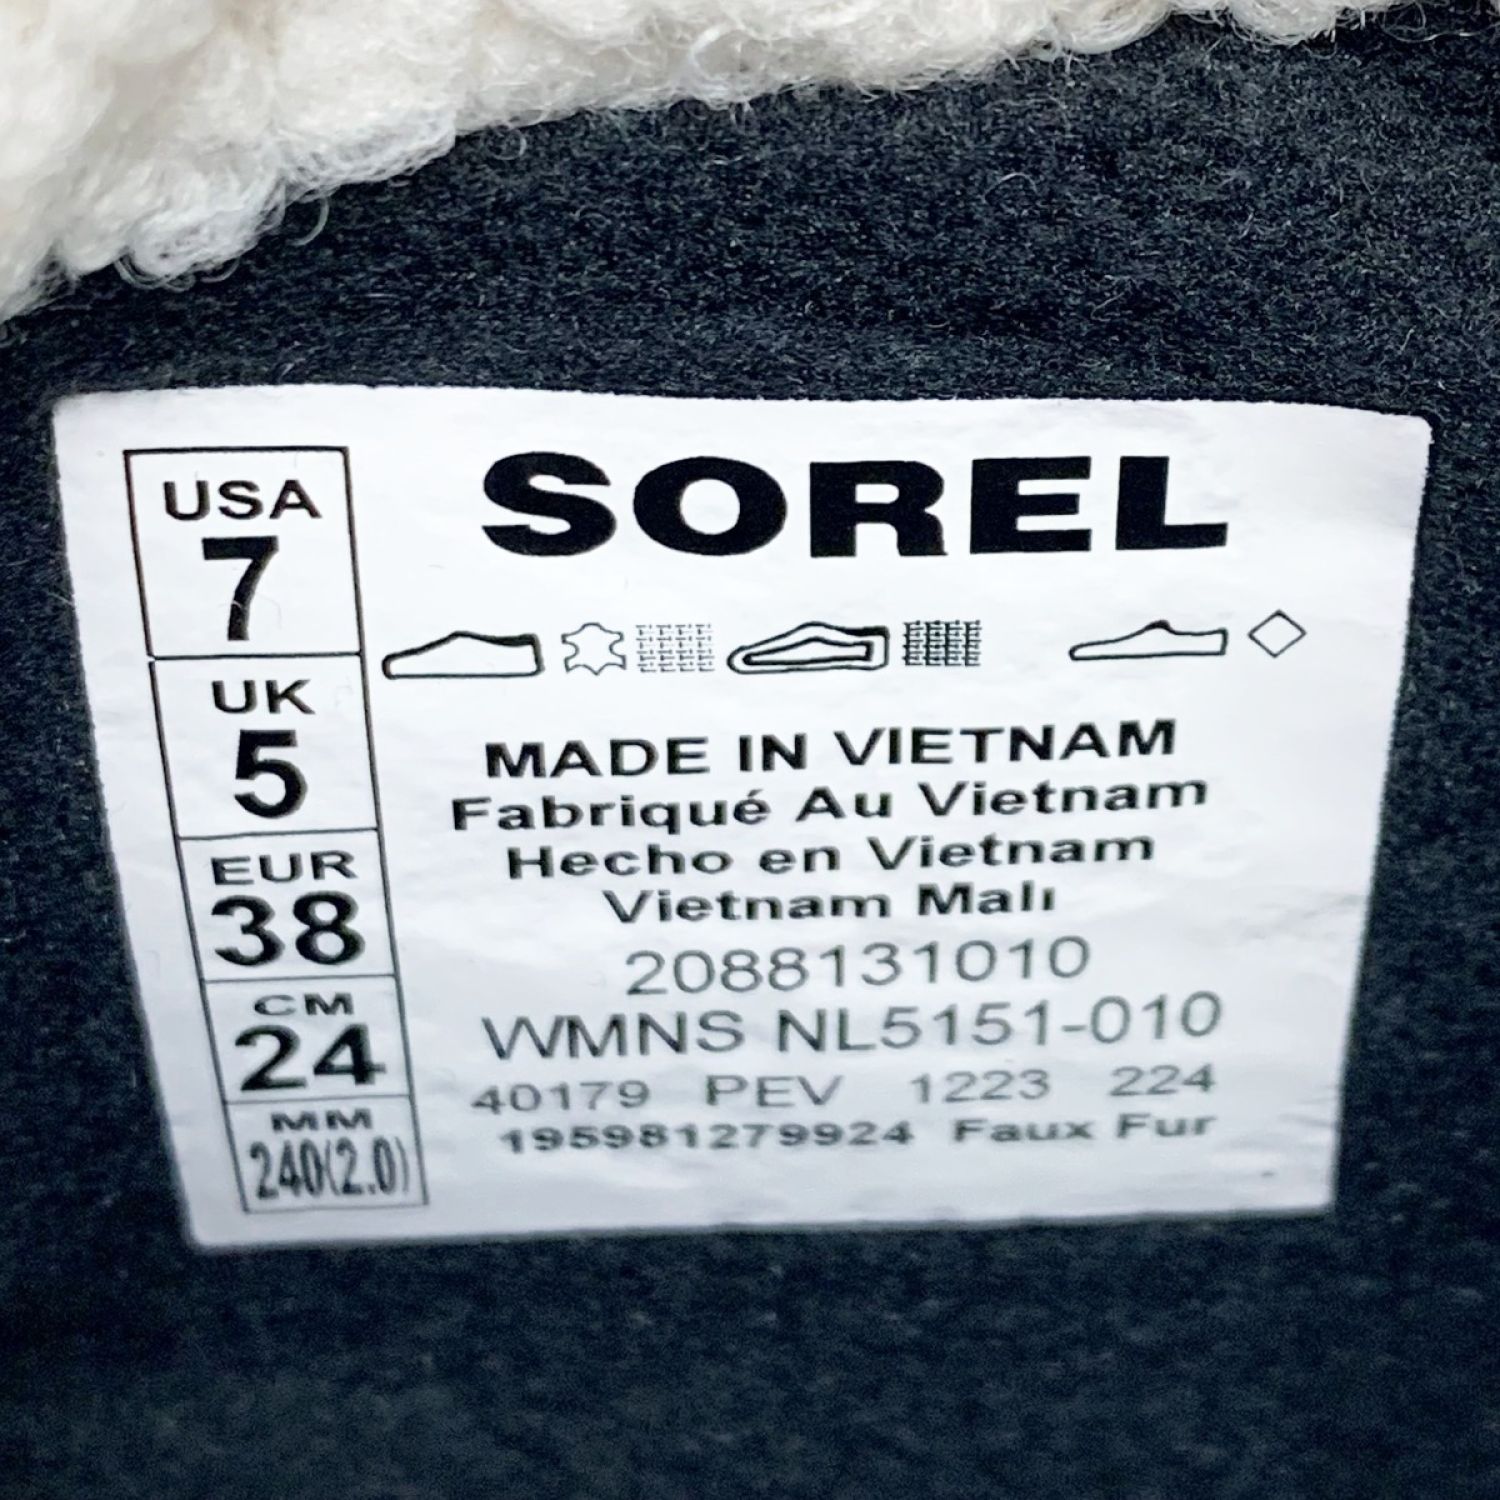 USA
7
UK
5
EUR
38
CM
24
MM
240(2.0)
SOREL
MADE IN VIETNAM
Fabriqué Au Vietnam
Hecho en Vietnam
Vietnam Malı
2088131010
WMNS NL5151-010
40179 PEV 1223 224
195981279924 Faux Fur